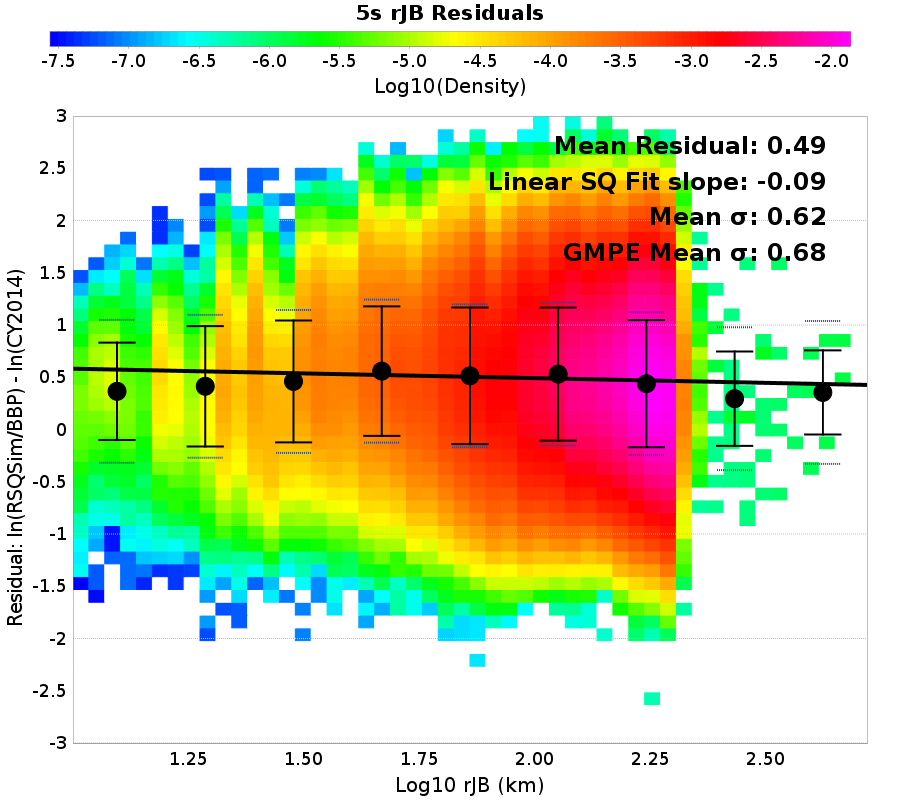 5s rJB Residuals
-7.5 -7.0 -6.5 -6.0 -5.5 -5.0 -4.5 -4.0 -3.5 -3.0 -2.5 -2.0
Log10(Density)
Mean Residual: 0.49
Linear SQ Fit slope: -0.09
Mean σ: 0.62
GMPE Mean σ: 0.68
Residual: ln(RSQSim/BBP) - ln(CY2014)
3
2.5
2
1.5
1
0.5
0
-0.5
-1
-1.5
-2
-2.5
-3
1.25 1.50 1.75 2.00 2.25 2.50
Log10 rJB (km)